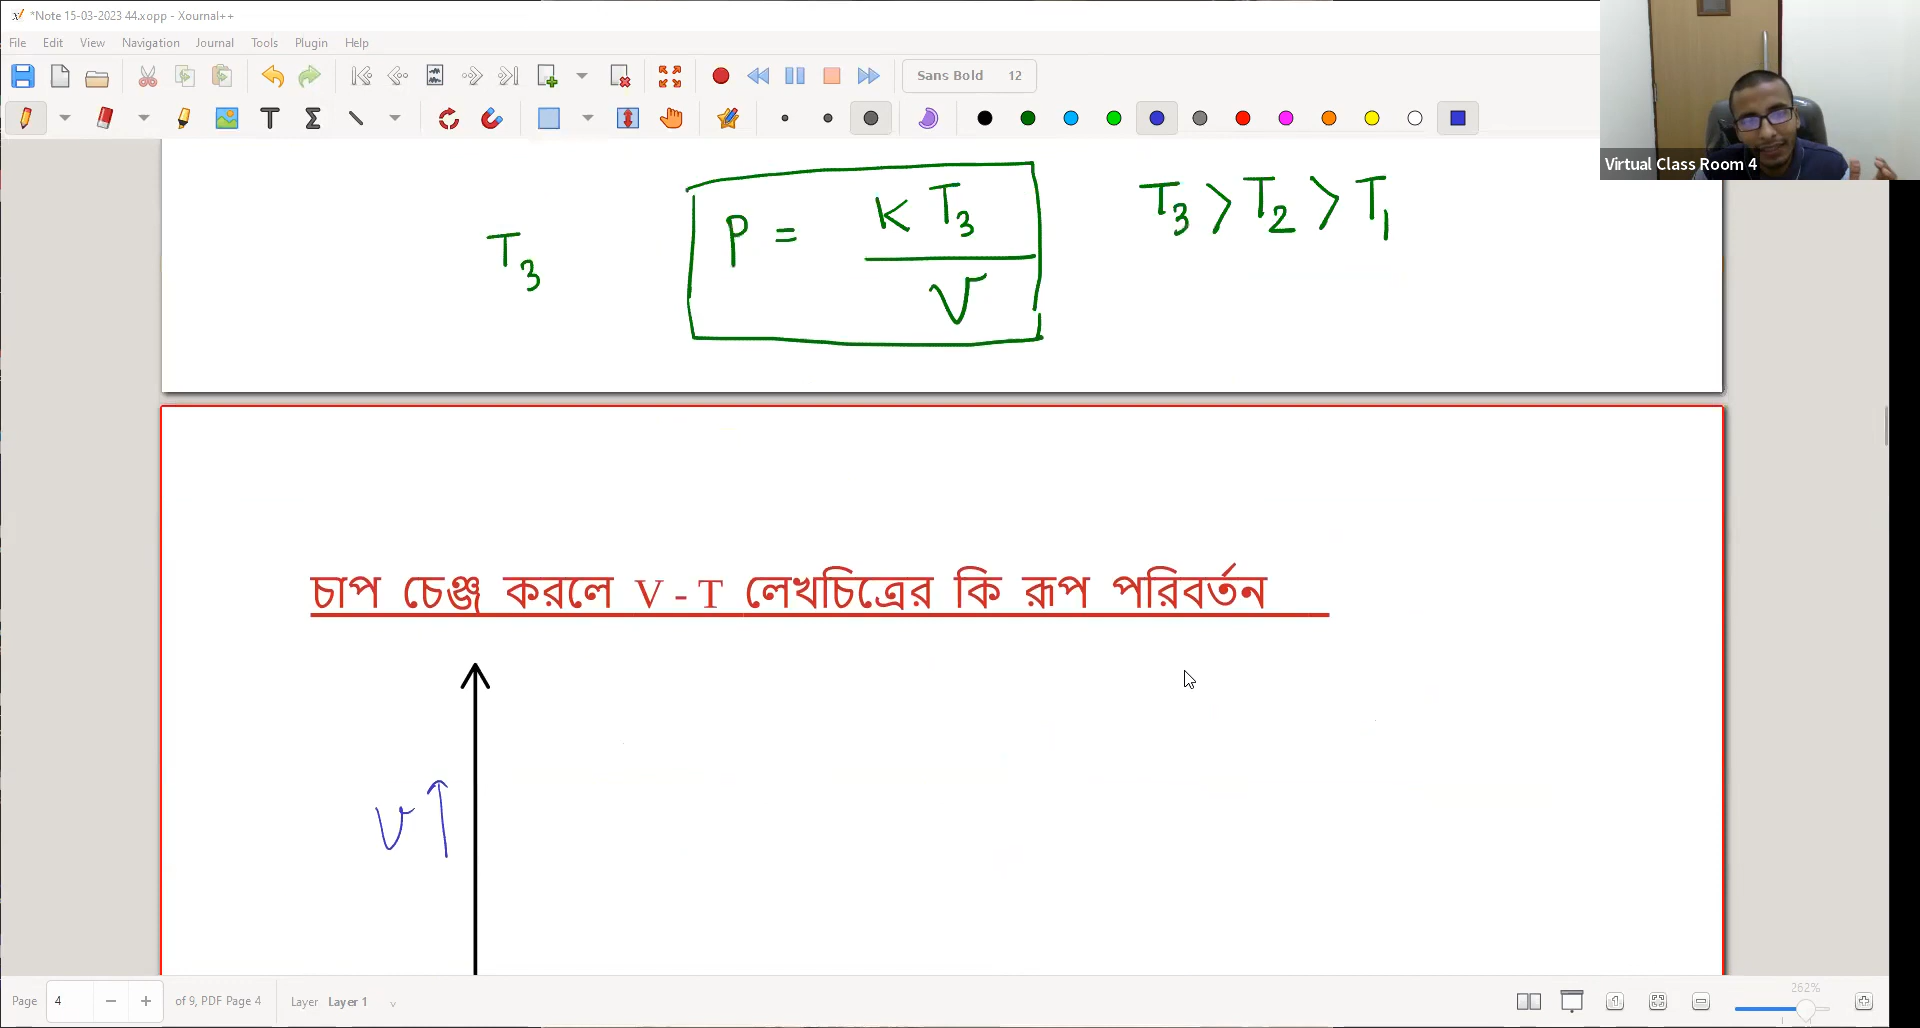 *Note 15-03-2023 44.xopp - Xournal++
File Edit View Navigation Journal Tools Plugin Help
Sans Bold 12
Virtual Class Room 4
T₃ P = K T₃ / V T₃ > T₂ > T₁
চাপ চেঞ্জ করলে V - T লেখচিত্রের কি রূপ পরিবর্তন
V↑
Page 4 of 9, PDF Page 4 Layer Layer 1 262%